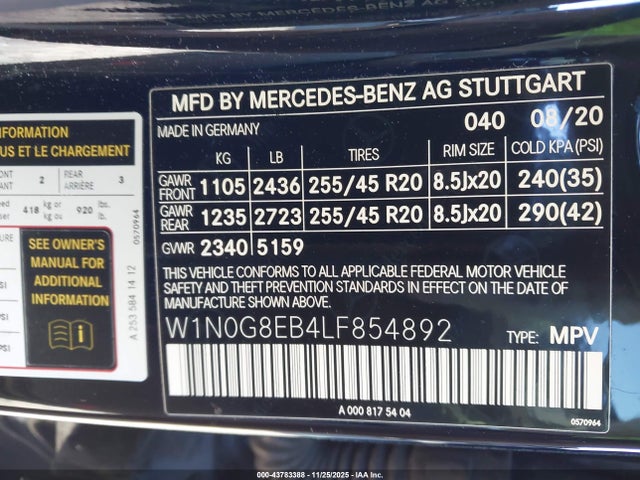 MFD BY MERCEDES-BENZ AG STUTTGART
MADE IN GERMANY 040 08/20
KG LB TIRES RIM SIZE COLD KPA (PSI)
GAWR FRONT 1105 2436 255/45 R20 8.5Jx20 240(35)
GAWR REAR 1235 2723 255/45 R20 8.5Jx20 290(42)
GVWR 2340 5159
THIS VEHICLE CONFORMS TO ALL APPLICABLE FEDERAL MOTOR VEHICLE
SAFETY AND THEFT PREVENTION STANDARDS IN EFFECT ON THE DATE OF
MANUFACTURE SHOWN ABOVE.
W1N0G8EB4LF854892 TYPE: MPV
A 000 817 54 04
0570964
INFORMATION
ET LE CHARGEMENT
2 REAR ARRIÈRE 3
418 kg or kg ou 920 lbs. lb.
0570964
SEE OWNER'S
MANUAL FOR
ADDITIONAL
INFORMATION
A 253 584 14 12
000-43783388 - 11/25/2025 - IAA Inc.